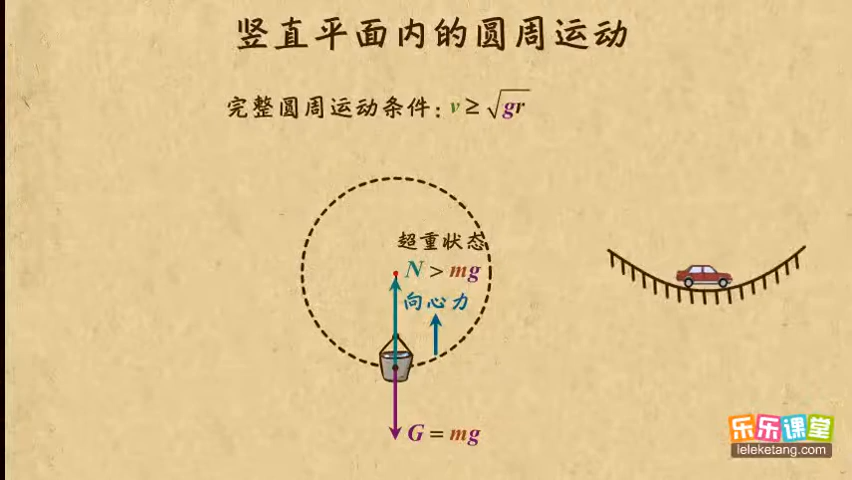 竖直平面内的圆周运动
完整圆周运动条件：v ≥ √gr
超重状态
N > mg
向心力
G = mg
乐乐课堂
leleketang.com